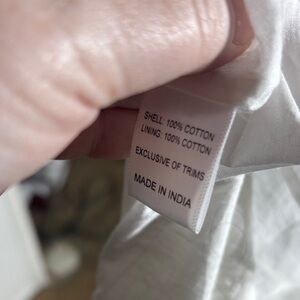 SHELL: 100% COTTON
LINING: 100% COTTON
EXCLUSIVE OF TRIMS
MADE IN INDIA